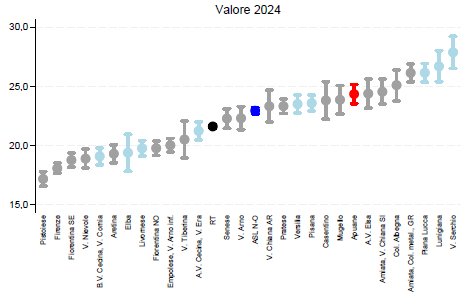 Valore 2024
30,0
25,0
20,0
15,0
Pistoiese
Firenze
Fiorentina SE
V. Nievole
B.V. Cecina, V. Cornia
Aretina
Elba
Livornese
Fiorentina NO
Empolese, V. Arno inf.
V. Tiberina
A.V. Cecina, V. Era
RT
Senese
V. Arno
ASL N-O
V. Chiana AR
Pratese
Versilia
Pisana
Casentino
Mugello
Apuane
A.V. Elsa
Amiata, V. Chiana SI
Col. Albegna
Amiata, Col. metal., GR
Piana Lucca
Lunigiana
V. Serchio